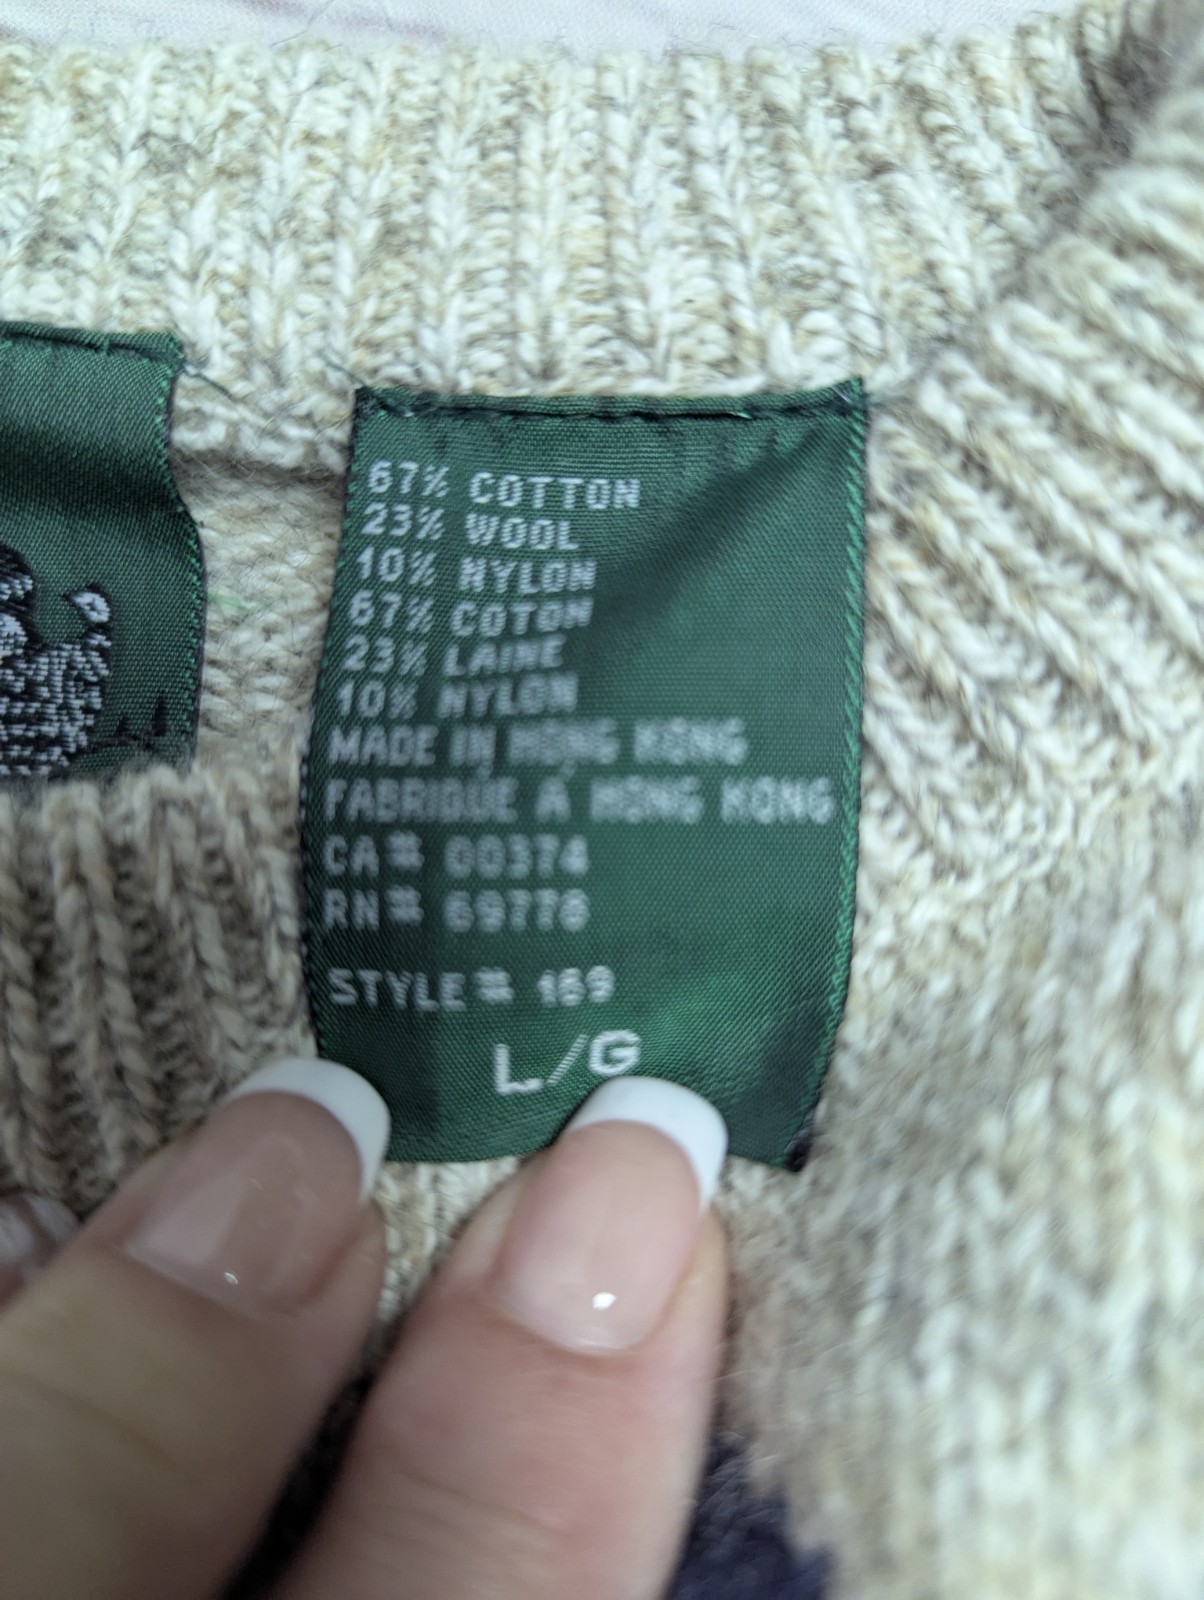 67% COTTON
23% WOOL
10% NYLON
67% COTON
23% LAINE
10% NYLON
MADE IN HONG KONG
FABRIQUÉ À HONG KONG
CA# 00374
RN# 69778
STYLE# 169
L/G